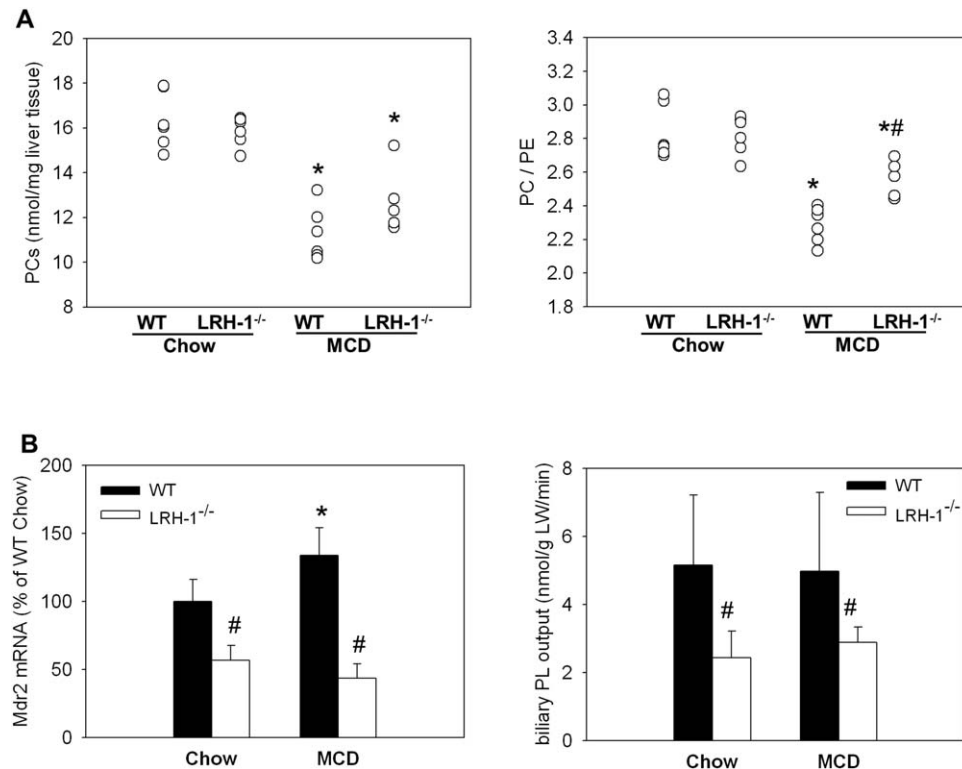 A
PCs (nmol/mg liver tissue)
20
18
16
14
12
10
8
*
*
WT LRH-1-/- WT LRH-1-/-
Chow MCD
PC / PE
3.4
3.2
3.0
2.8
2.6
2.4
2.2
2.0
1.8
*
*#
WT LRH-1-/- WT LRH-1-/-
Chow MCD
B
Mdr2 mRNA (% of WT Chow)
200
150
100
50
0
WT
LRH-1-/-
#
*
#
Chow MCD
biliary PL output (nmol/g LW/min)
8
6
4
2
0
WT
LRH-1-/-
#
#
Chow MCD